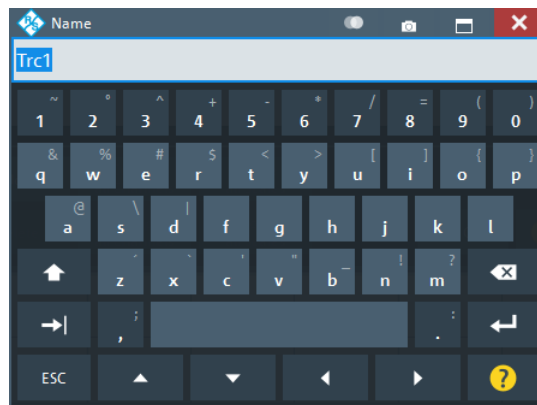 R&S Name
Trc1
~ ° ^ + - * / = ( )
1 2 3 4 5 6 7 8 9 0
& % # $ < > [ ] { }
q w e r t y u i o p
@ \ |
a s d f g h j k l
´ ` ' " _ ! ?
z x c v b n m
; :
, .
ESC ?